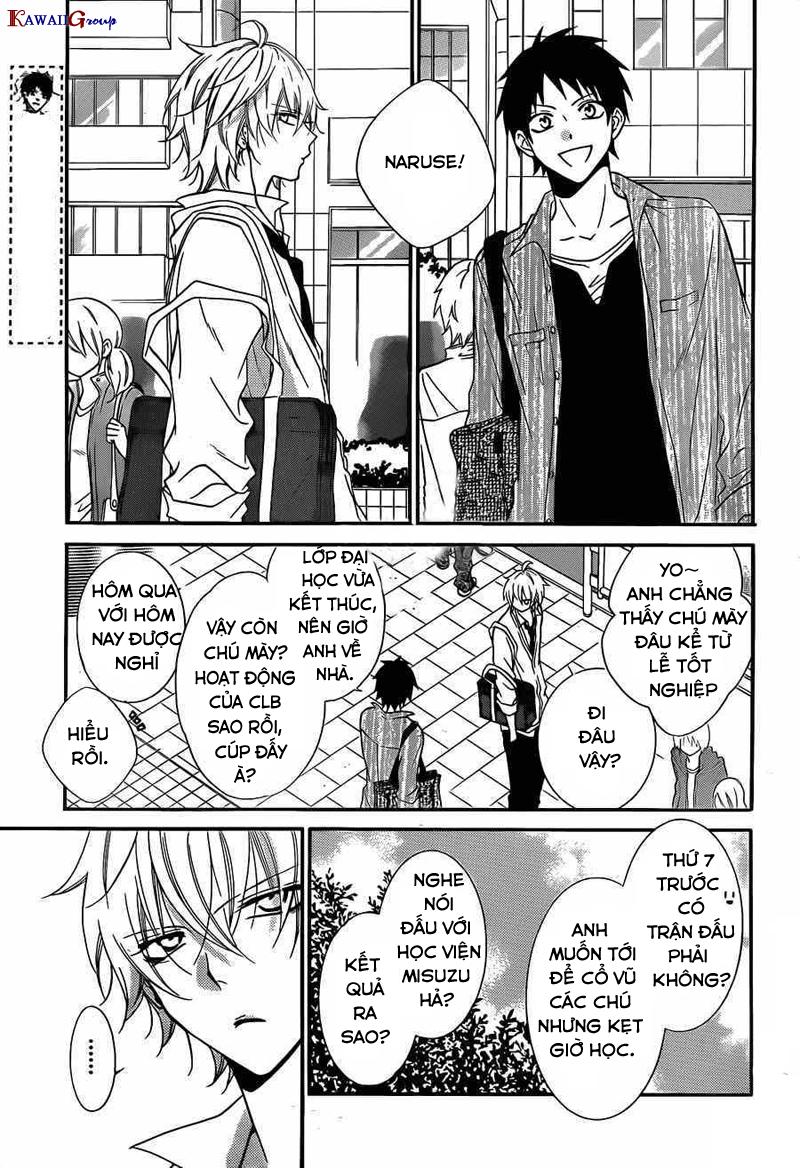 KAWAIIGroup
NARUSE!
YO~
ANH CHẲNG
THẤY CHÚ MÀY
ĐÂU KỂ TỪ
LỄ TỐT
NGHIỆP
ĐI
ĐÂU
VẬY?
LỚP ĐẠI
HỌC VỪA
KẾT THÚC,
NÊN GIỜ
ANH VỀ
NHÀ.
VẬY CÒN
CHÚ MÀY?
HOẠT ĐỘNG
CỦA CLB
SAO RỒI,
CÚP ĐẤY
À?
HÔM QUA
VỚI HÔM
NAY ĐƯỢC
NGHỈ
HIỂU
RỒI.
THỨ 7
TRƯỚC
CÓ
TRẬN ĐẤU
PHẢI
KHÔNG?
ANH
MUỐN TỚI
ĐỂ CỔ VŨ
CÁC CHÚ
NHƯNG KẸT
GIỜ HỌC.
NGHE
NÓI
ĐẤU VỚI
HỌC VIỆN
MISUZU
HẢ?
KẾT
QUẢ
RA
SAO?
......